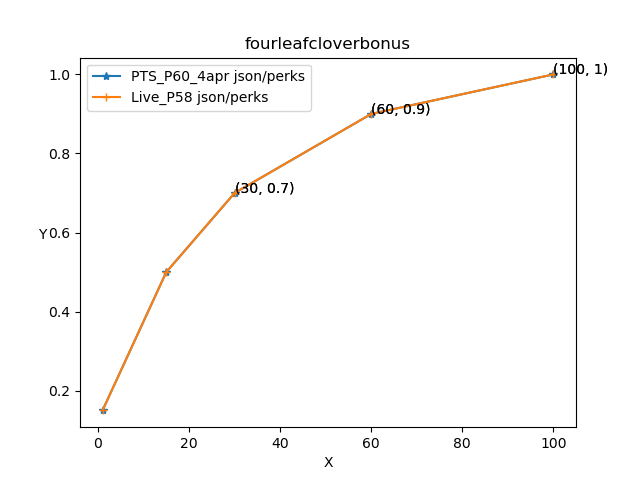 fourleafcloverbonus
PTS_P60_4apr json/perks
Live_P58 json/perks
(100, 1)
(60, 0.9)
(30, 0.7)
1.0
0.8
0.6
0.4
0.2
Y
0 20 40 60 80 100
X